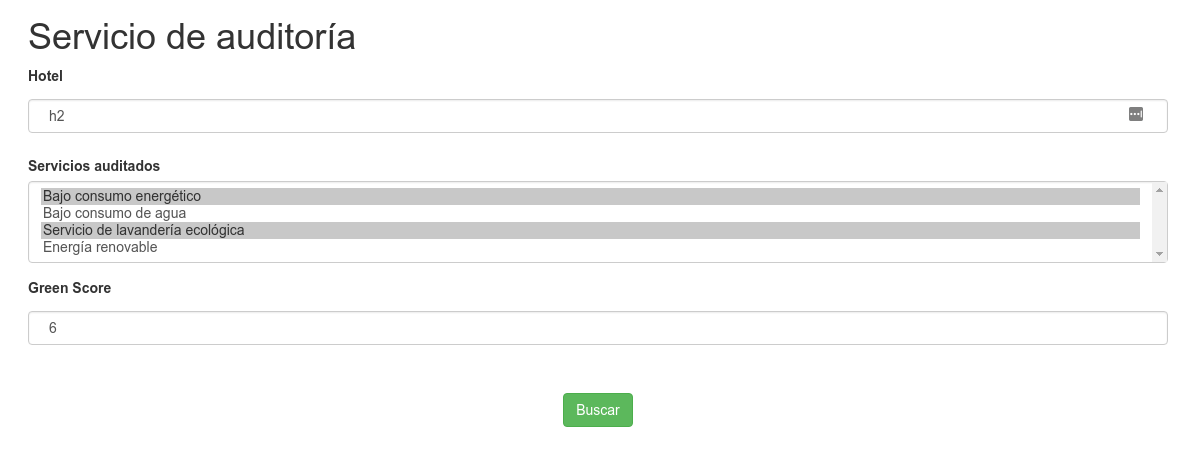 Servicio de auditoría
Hotel
h2
Servicios auditados
Bajo consumo energético
Bajo consumo de agua
Servicio de lavandería ecológica
Energía renovable
Green Score
6
Buscar